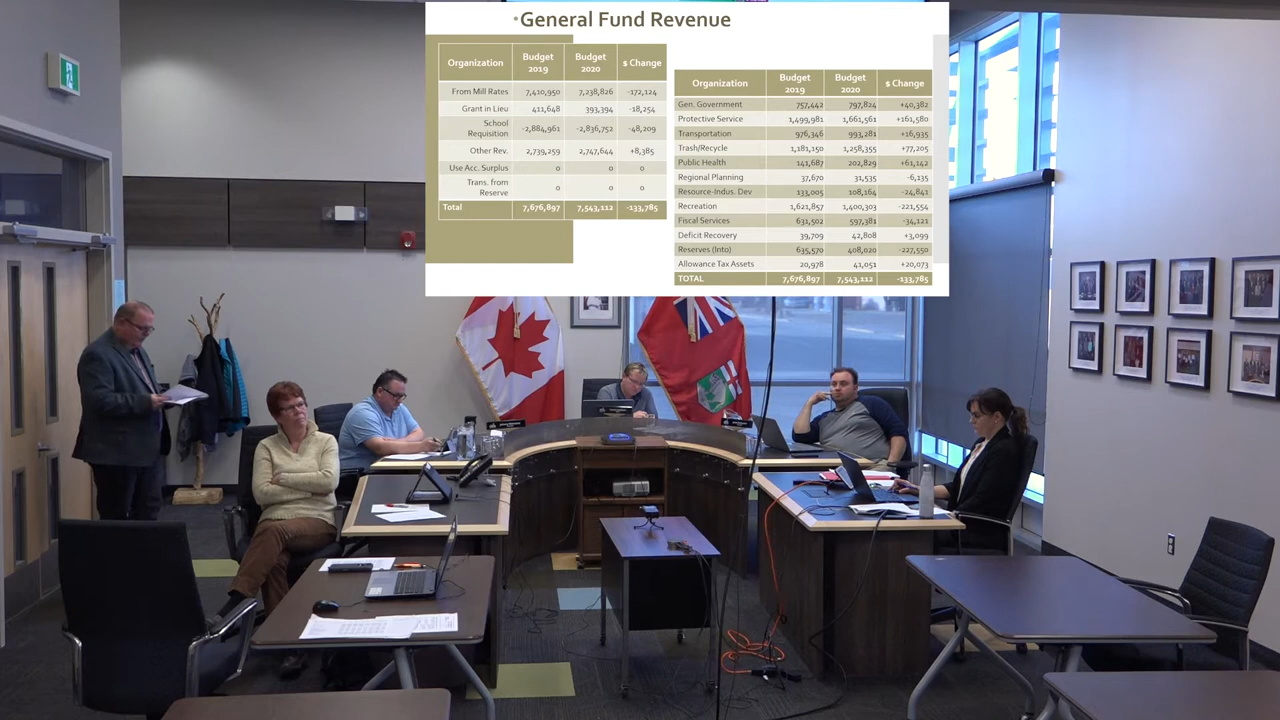 •General Fund Revenue
Organization Budget 2019 Budget 2020 $ Change
From Mill Rates 7,410,950 7,238,826 -172,124
Grant in Lieu 411,648 393,394 -18,254
School Requisition -2,884,961 -2,836,752 -48,209
Other Rev. 2,739,259 2,747,644 +8,385
Use Acc. Surplus 0 0 0
Trans. from Reserve 0 0 0
Total 7,676,897 7,543,112 -133,785
Organization Budget 2019 Budget 2020 $ Change
Gen. Government 757,442 797,824 +40,382
Protective Service 1,499,981 1,661,561 +161,580
Transportation 976,346 993,281 +16,935
Trash/Recycle 1,181,150 1,258,355 +77,205
Public Health 141,687 202,829 +61,142
Regional Planning 37,670 31,535 -6,135
Resource-Indus. Dev 133,005 108,164 -24,841
Recreation 1,621,857 1,400,303 -221,554
Fiscal Services 631,502 597,381 -34,121
Deficit Recovery 39,709 42,808 +3,099
Reserves (Into) 635,570 408,020 -227,550
Allowance Tax Assets 20,978 41,051 +20,073
TOTAL 7,676,897 7,543,112 -133,785